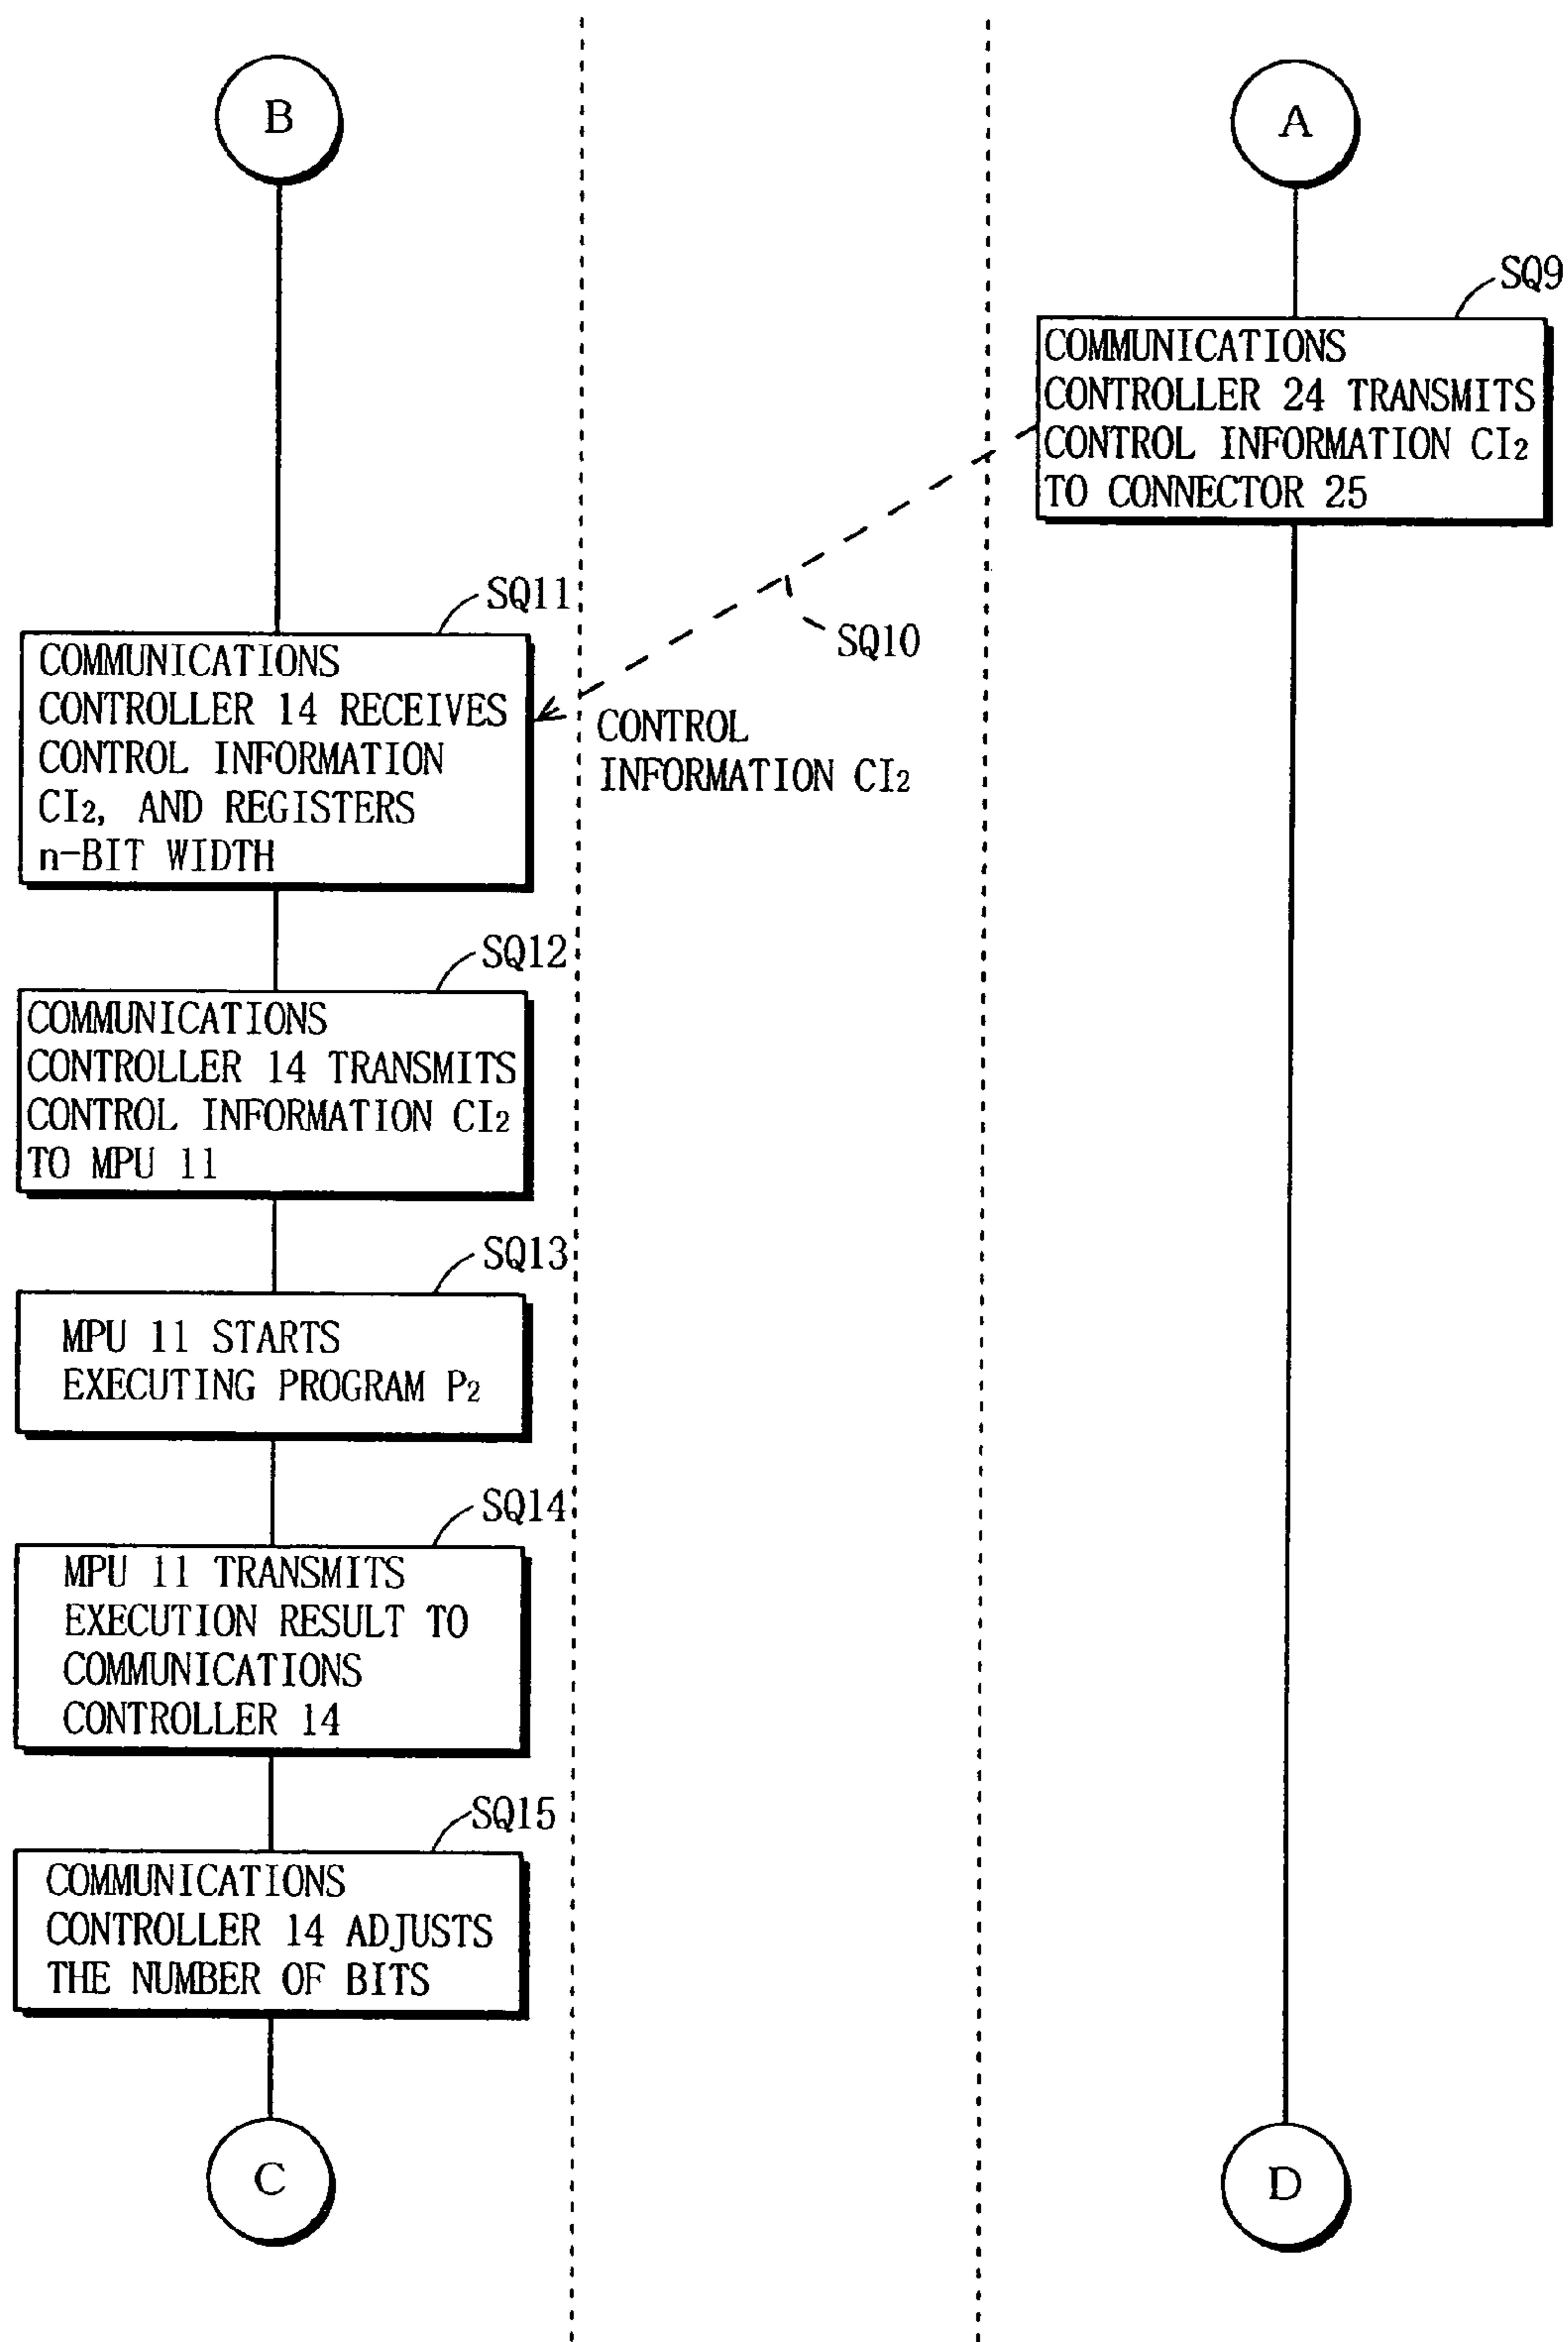 B
A
SQ9
COMMUNICATIONS
CONTROLLER 24 TRANSMITS
CONTROL INFORMATION CI₂
TO CONNECTOR 25
SQ10
CONTROL
INFORMATION CI₂
SQ11
COMMUNICATIONS
CONTROLLER 14 RECEIVES
CONTROL INFORMATION
CI₂, AND REGISTERS
n-BIT WIDTH
SQ12
COMMUNICATIONS
CONTROLLER 14 TRANSMITS
CONTROL INFORMATION CI₂
TO MPU 11
SQ13
MPU 11 STARTS
EXECUTING PROGRAM P₂
SQ14
MPU 11 TRANSMITS
EXECUTION RESULT TO
COMMUNICATIONS
CONTROLLER 14
SQ15
COMMUNICATIONS
CONTROLLER 14 ADJUSTS
THE NUMBER OF BITS
C
D